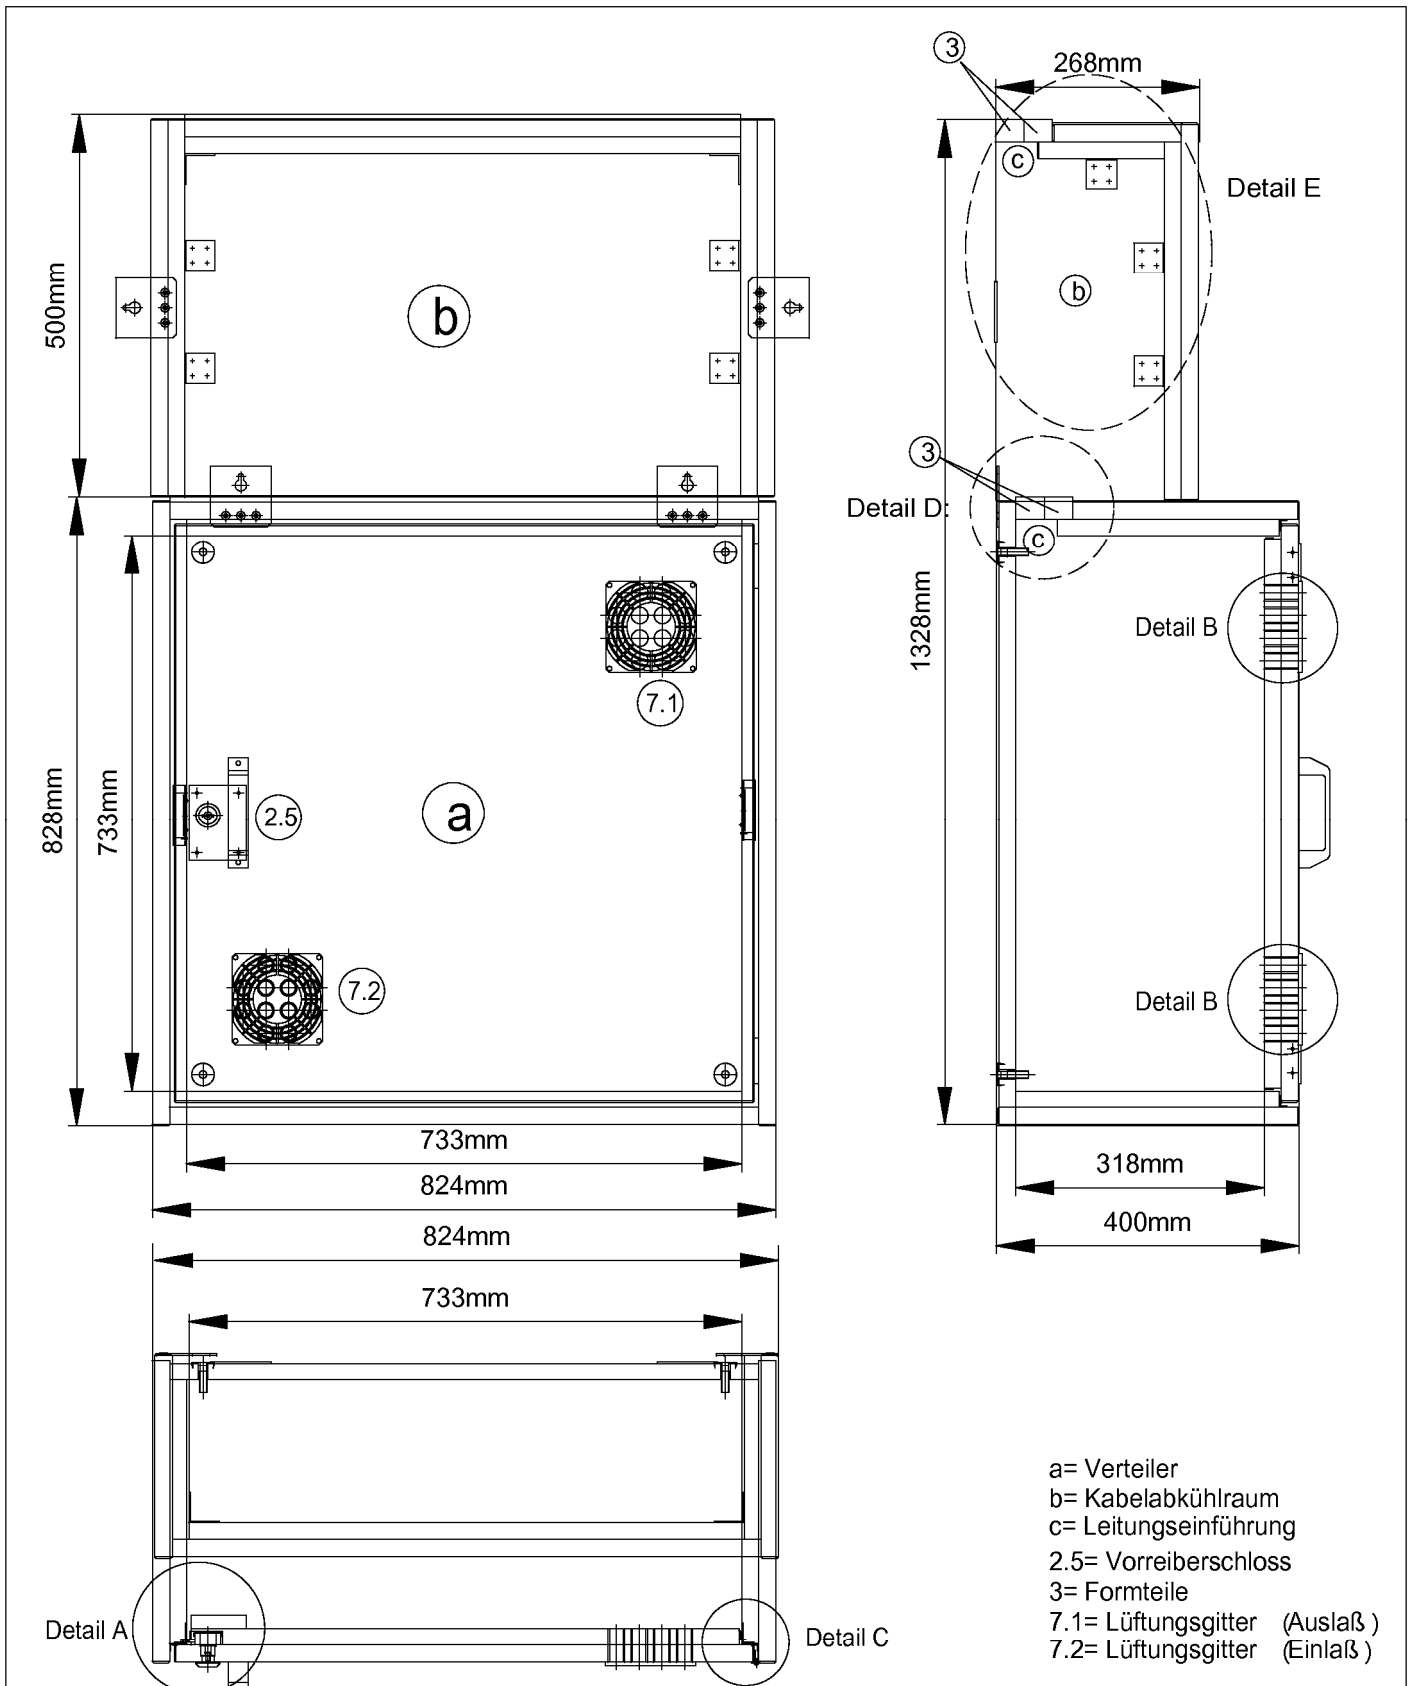 3
268mm
c
Detail E
500mm
b
b
3
Detail D:
c
1328mm
Detail B
7.1
828mm
733mm
2.5
a
7.2
Detail B
733mm
824mm
318mm
400mm
824mm
733mm
a= Verteiler
b= Kabelabkühlraum
c= Leitungseinführung
2.5= Vorreiberschloss
3= Formteile
7.1= Lüftungsgitter (Auslaß)
7.2= Lüftungsgitter (Einlaß)
Detail A
Detail C